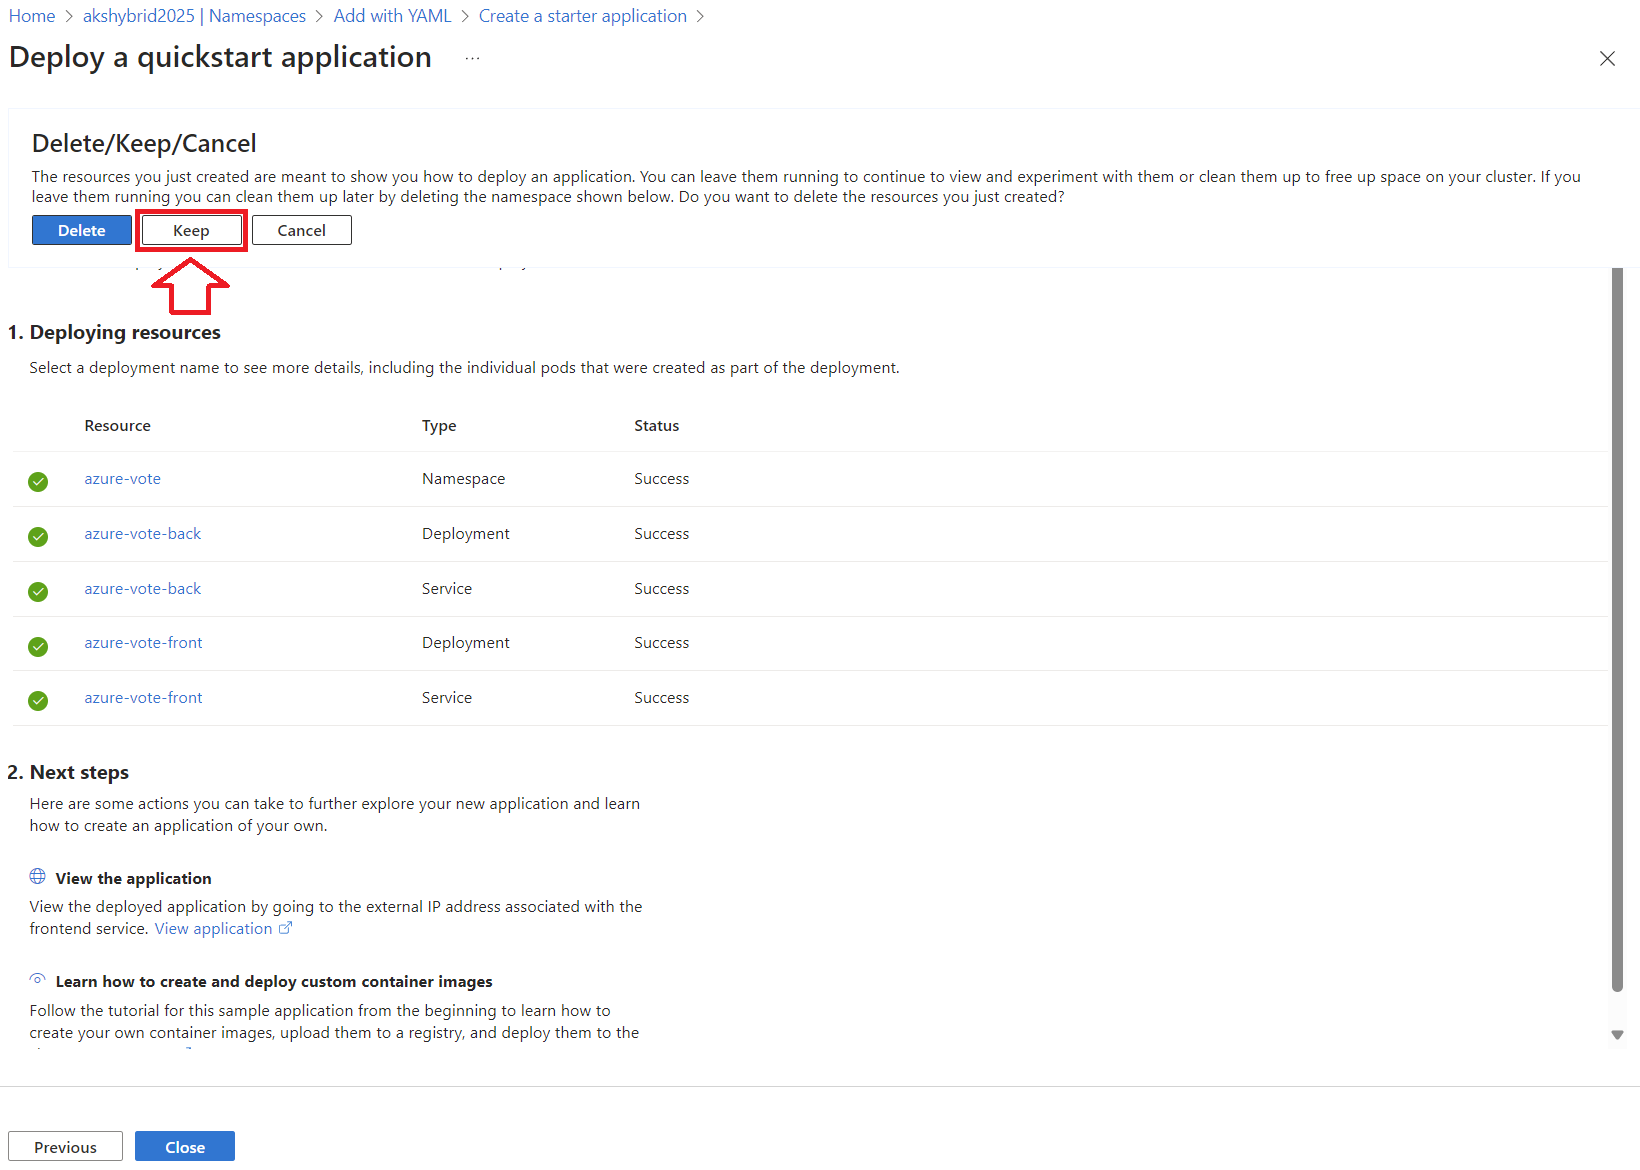 Home > akshybrid2025 | Namespaces > Add with YAML > Create a starter application >
Deploy a quickstart application ...
Delete/Keep/Cancel
The resources you just created are meant to show you how to deploy an application. You can leave them running to continue to view and experiment with them or clean them up to free up space on your cluster. If you
leave them running you can clean them up later by deleting the namespace shown below. Do you want to delete the resources you just created?
Delete Keep Cancel
1. Deploying resources
Select a deployment name to see more details, including the individual pods that were created as part of the deployment.
Resource Type Status
azure-vote Namespace Success
azure-vote-back Deployment Success
azure-vote-back Service Success
azure-vote-front Deployment Success
azure-vote-front Service Success
2. Next steps
Here are some actions you can take to further explore your new application and learn
how to create an application of your own.
View the application
View the deployed application by going to the external IP address associated with the
frontend service. View application
Learn how to create and deploy custom container images
Follow the tutorial for this sample application from the beginning to learn how to
create your own container images, upload them to a registry, and deploy them to the
Previous Close